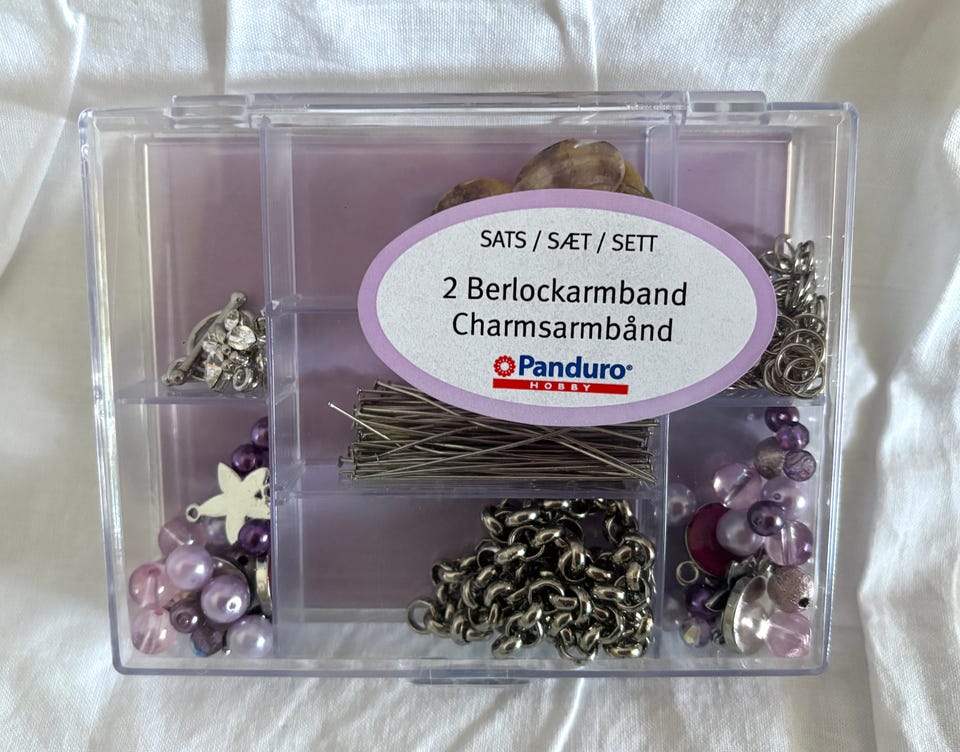 SATS / SÆT / SETT
2 Berlockarmband
Charmsarmbånd
Panduro®
HOBBY